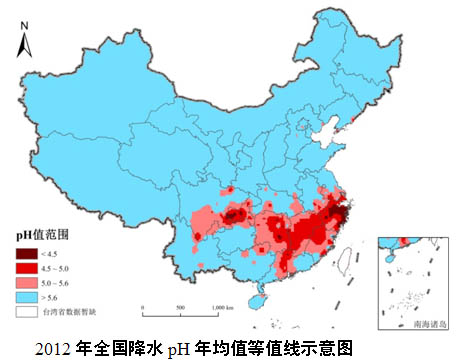 N
pH值范围
< 4.5
4.5 – 5.0
5.0 – 5.6
> 5.6
台湾省数据暂缺
0 500 1,000 km
南海诸岛
2012 年全国降水 pH 年均值等值线示意图